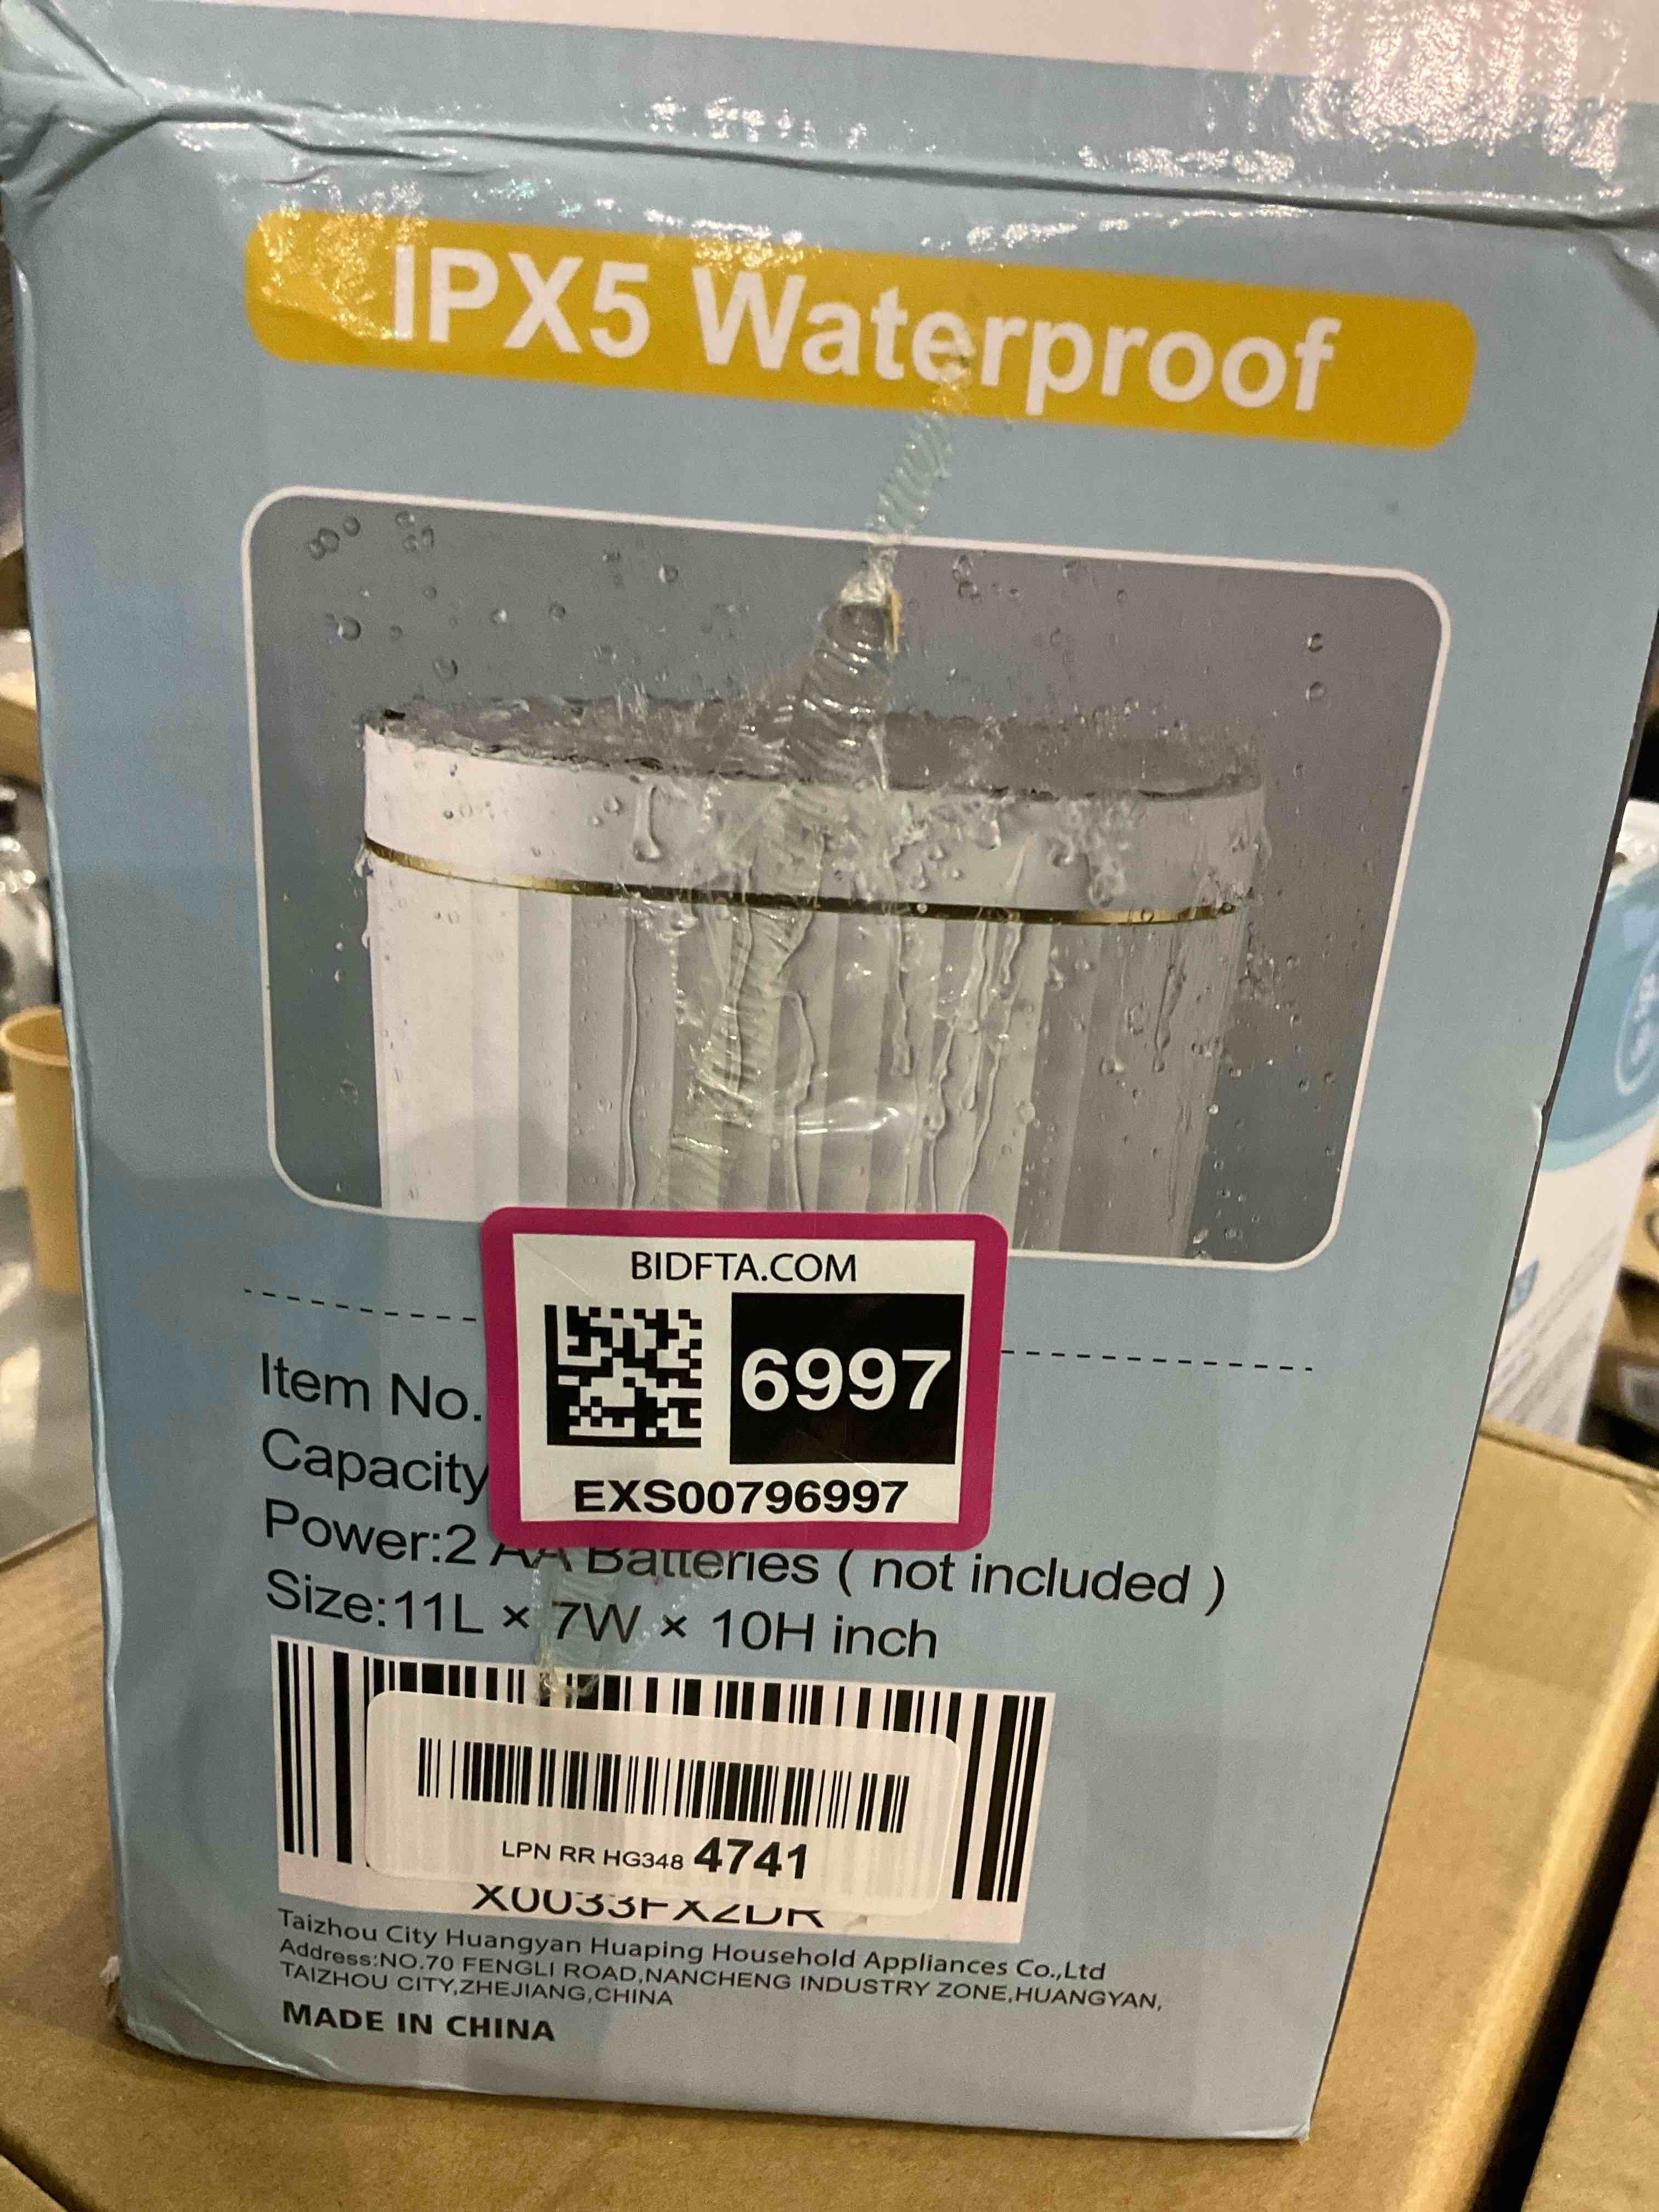 IPX5 Waterproof
BIDFTA.COM
6997
EXS00796997
Item No.
Capacity
Power:2 AA Batteries ( not included )
Size:11L × 7W × 10H inch
LPN RR HG348 4741
X0033FX2DR
Taizhou City Huangyan Huaping Household Appliances Co.,Ltd
Address:NO.70 FENGLI ROAD,NANCHENG INDUSTRY ZONE,HUANGYAN,
TAIZHOU CITY,ZHEJIANG,CHINA
MADE IN CHINA